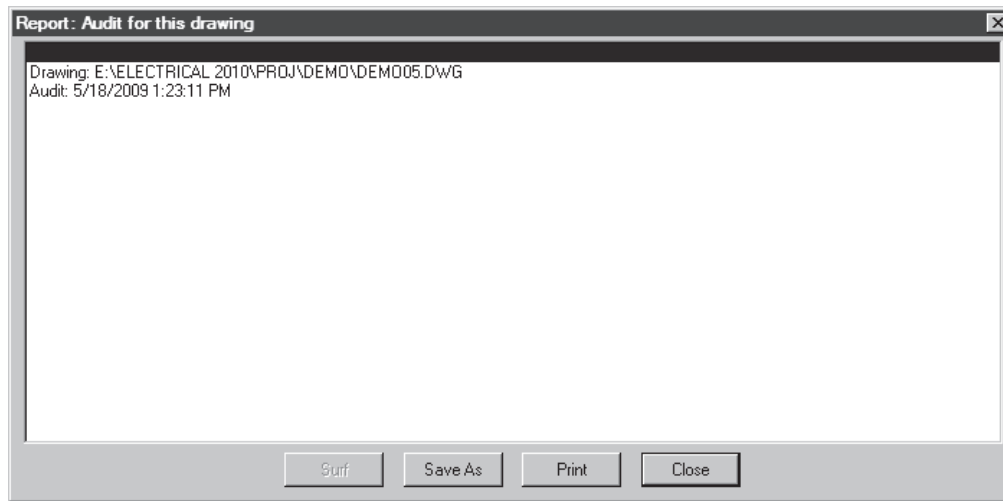 Report: Audit for this drawing
Drawing: E:\ELECTRICAL 2010\PROJ\DEMO\DEMO05.DWG
Audit: 5/18/2009 1:23:11 PM
Surf
Save As
Print
Close